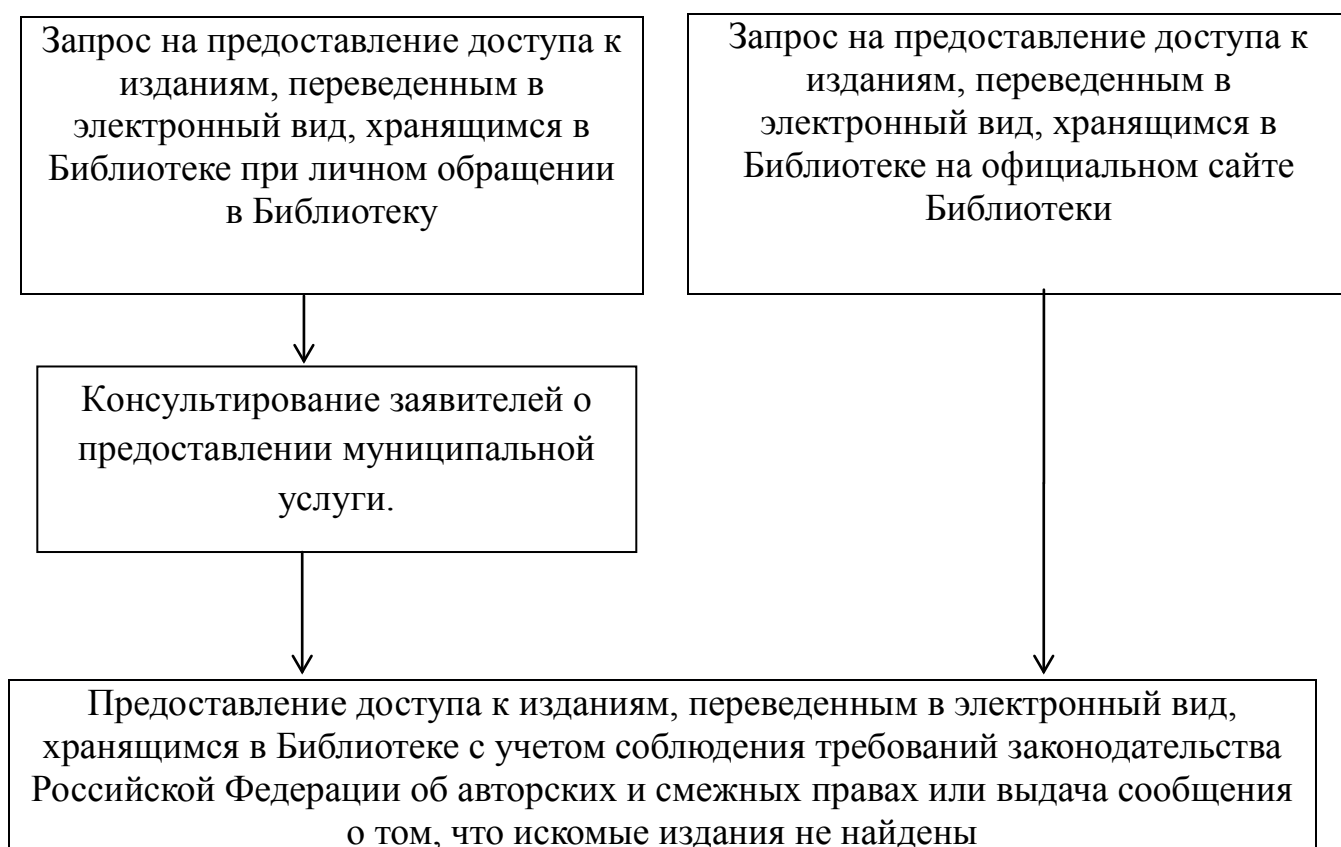 Запрос на предоставление доступа к
изданиям, переведенным в
электронный вид, хранящимся в
Библиотеке при личном обращении
в Библиотеку
Запрос на предоставление доступа к
изданиям, переведенным в
электронный вид, хранящимся в
Библиотеке на официальном сайте
Библиотеки
Консультирование заявителей о
предоставлении муниципальной
услуги.
Предоставление доступа к изданиям, переведенным в электронный вид,
хранящимся в Библиотеке с учетом соблюдения требований законодательства
Российской Федерации об авторских и смежных правах или выдача сообщения
о том, что искомые издания не найдены